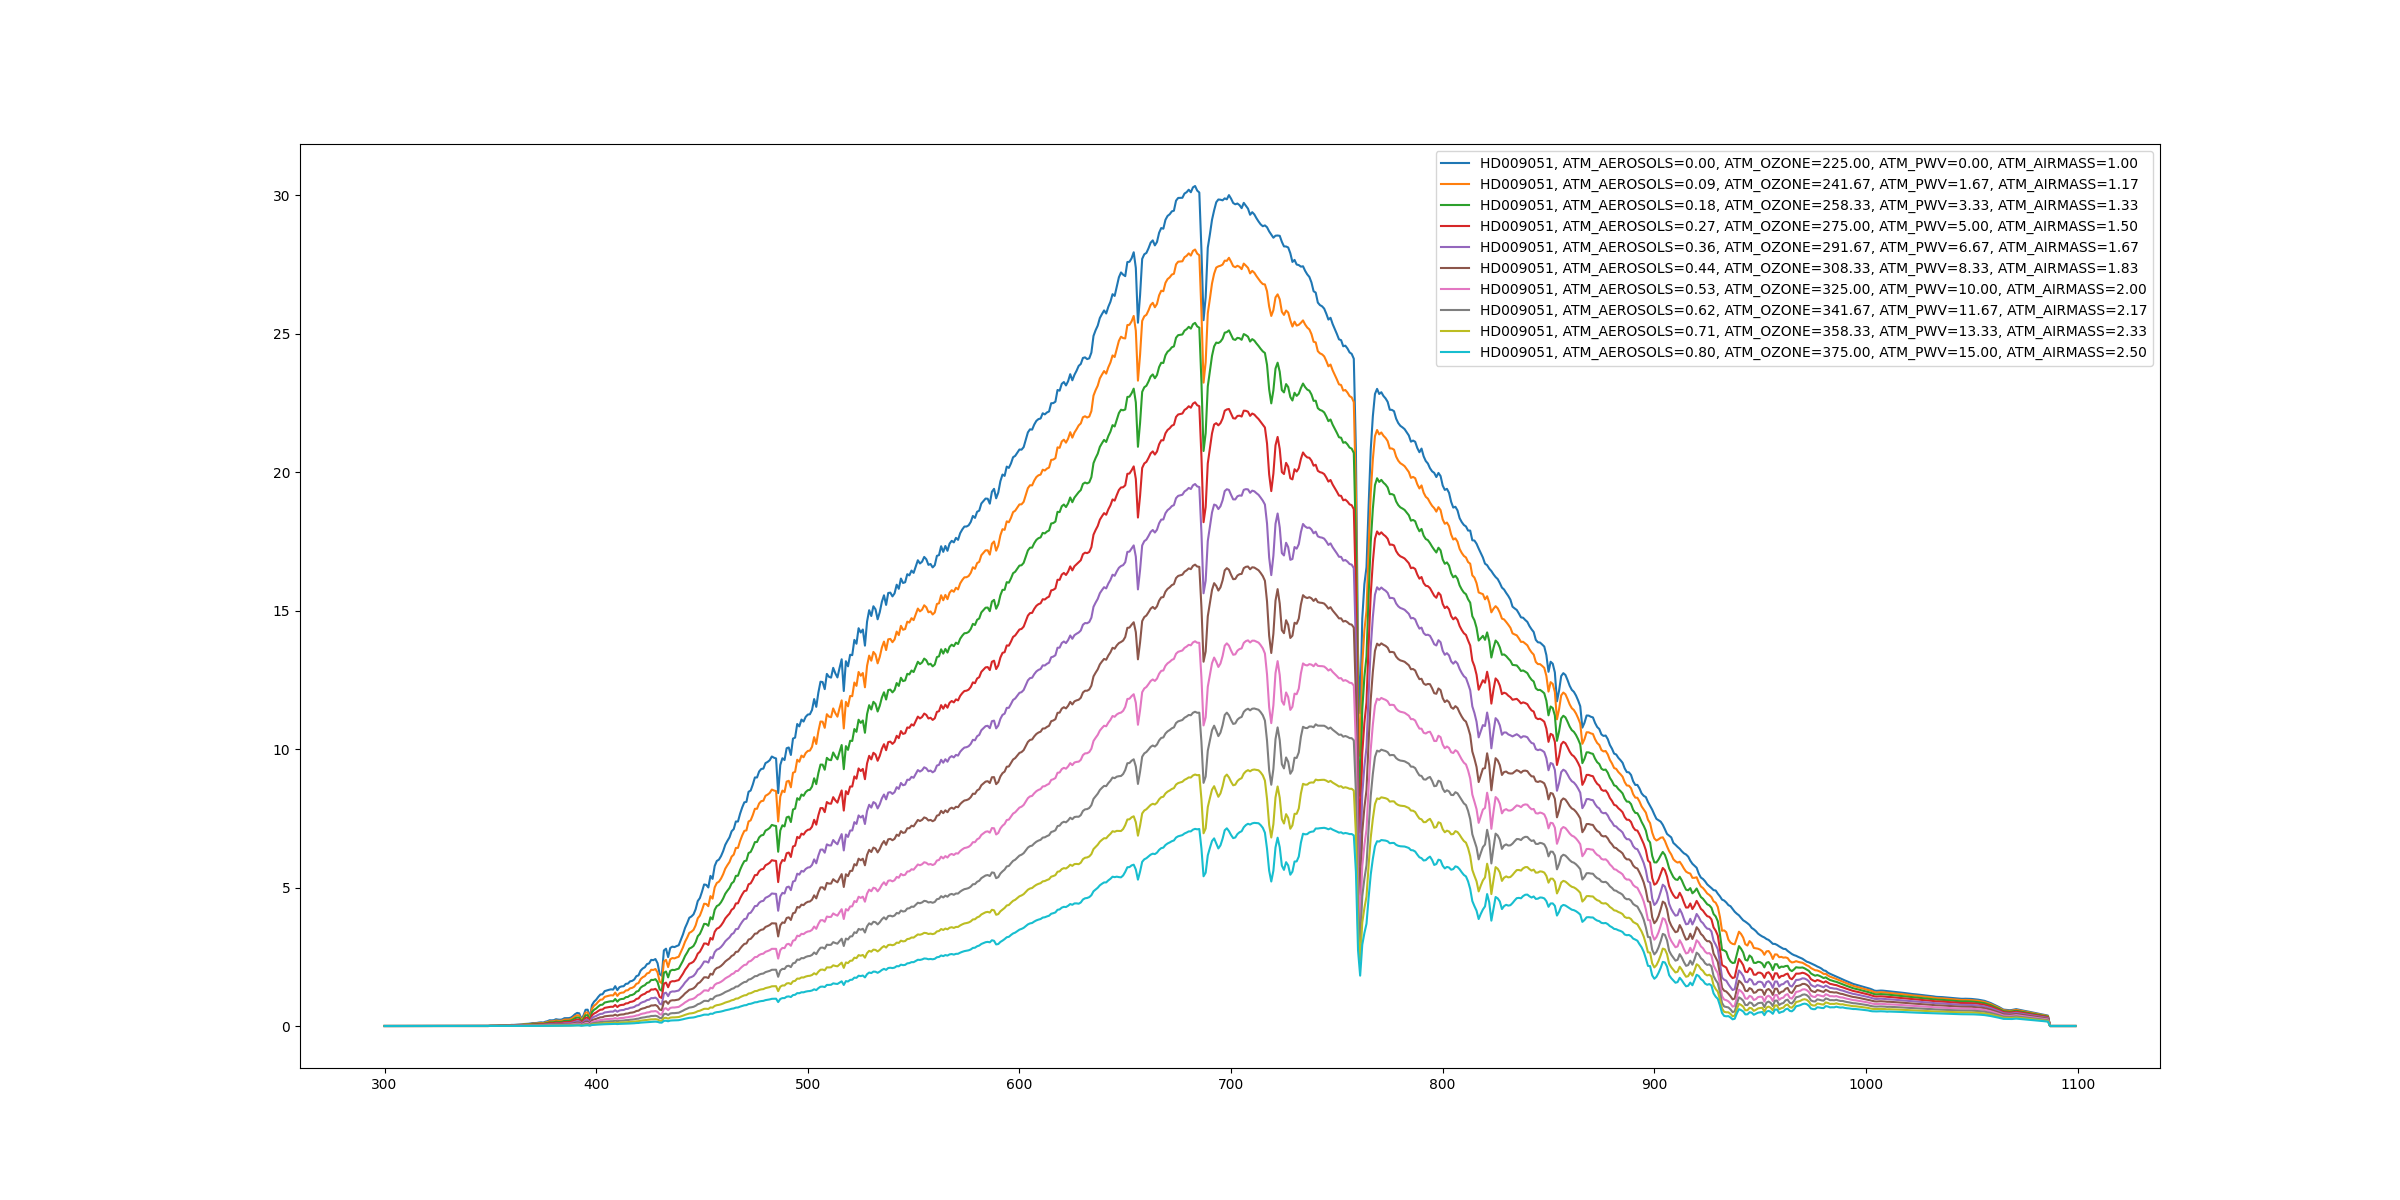 HD009051, ATM_AEROSOLS=0.00, ATM_OZONE=225.00, ATM_PWV=0.00, ATM_AIRMASS=1.00
HD009051, ATM_AEROSOLS=0.09, ATM_OZONE=241.67, ATM_PWV=1.67, ATM_AIRMASS=1.17
HD009051, ATM_AEROSOLS=0.18, ATM_OZONE=258.33, ATM_PWV=3.33, ATM_AIRMASS=1.33
HD009051, ATM_AEROSOLS=0.27, ATM_OZONE=275.00, ATM_PWV=5.00, ATM_AIRMASS=1.50
HD009051, ATM_AEROSOLS=0.36, ATM_OZONE=291.67, ATM_PWV=6.67, ATM_AIRMASS=1.67
HD009051, ATM_AEROSOLS=0.44, ATM_OZONE=308.33, ATM_PWV=8.33, ATM_AIRMASS=1.83
HD009051, ATM_AEROSOLS=0.53, ATM_OZONE=325.00, ATM_PWV=10.00, ATM_AIRMASS=2.00
HD009051, ATM_AEROSOLS=0.62, ATM_OZONE=341.67, ATM_PWV=11.67, ATM_AIRMASS=2.17
HD009051, ATM_AEROSOLS=0.71, ATM_OZONE=358.33, ATM_PWV=13.33, ATM_AIRMASS=2.33
HD009051, ATM_AEROSOLS=0.80, ATM_OZONE=375.00, ATM_PWV=15.00, ATM_AIRMASS=2.50
30
25
20
15
10
5
0
300 400 500 600 700 800 900 1000 1100